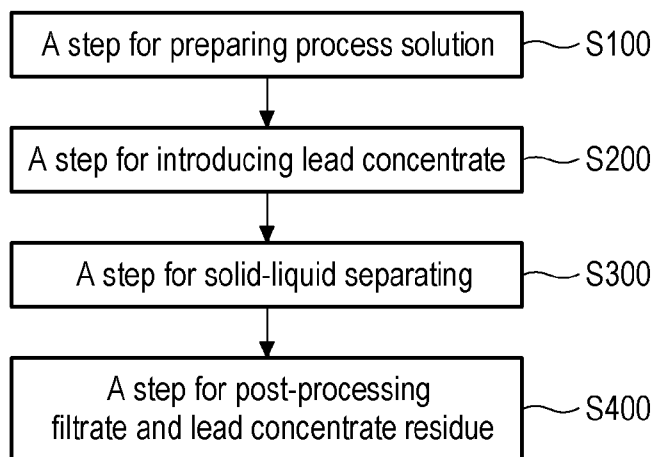 A step for preparing process solution S100
A step for introducing lead concentrate S200
A step for solid-liquid separating S300
A step for post-processing
filtrate and lead concentrate residue S400